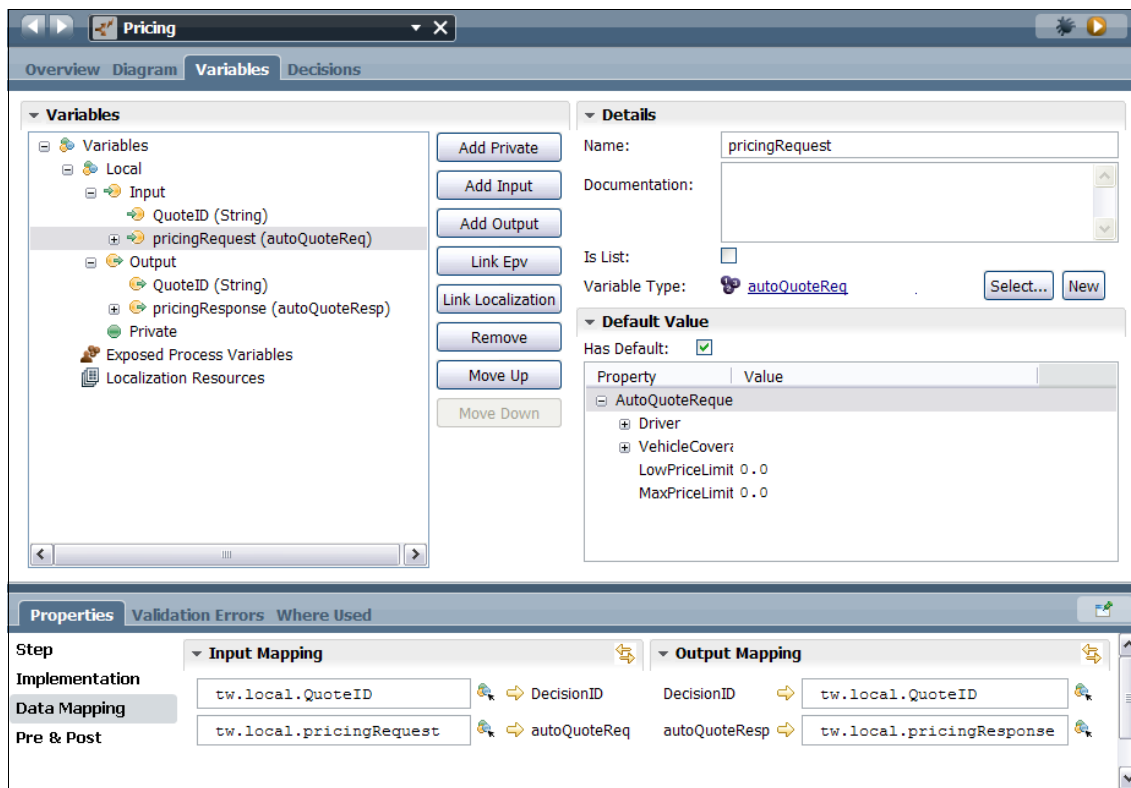 Pricing
Overview Diagram Variables Decisions
Variables
Variables
Local
Input
QuoteID (String)
pricingRequest (autoQuoteReq)
Output
QuoteID (String)
pricingResponse (autoQuoteResp)
Private
Exposed Process Variables
Localization Resources
Add Private
Add Input
Add Output
Link Epv
Link Localization
Remove
Move Up
Move Down
Details
Name: pricingRequest
Documentation:
Is List:
Variable Type: autoQuoteReq Select... New
Default Value
Has Default:
Property Value
AutoQuoteReque
Driver
VehicleCovera
LowPriceLimit 0.0
MaxPriceLimit 0.0
Properties Validation Errors Where Used
Step
Implementation
Data Mapping
Pre & Post
Input Mapping
tw.local.QuoteID DecisionID
tw.local.pricingRequest autoQuoteReq
Output Mapping
DecisionID tw.local.QuoteID
autoQuoteResp tw.local.pricingResponse